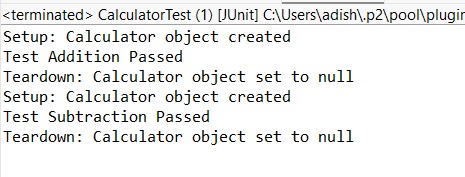 <terminated> CalculatorTest (1) [JUnit] C:\Users\adish\.p2\pool\plugin
Setup: Calculator object created
Test Addition Passed
Teardown: Calculator object set to null
Setup: Calculator object created
Test Subtraction Passed
Teardown: Calculator object set to null